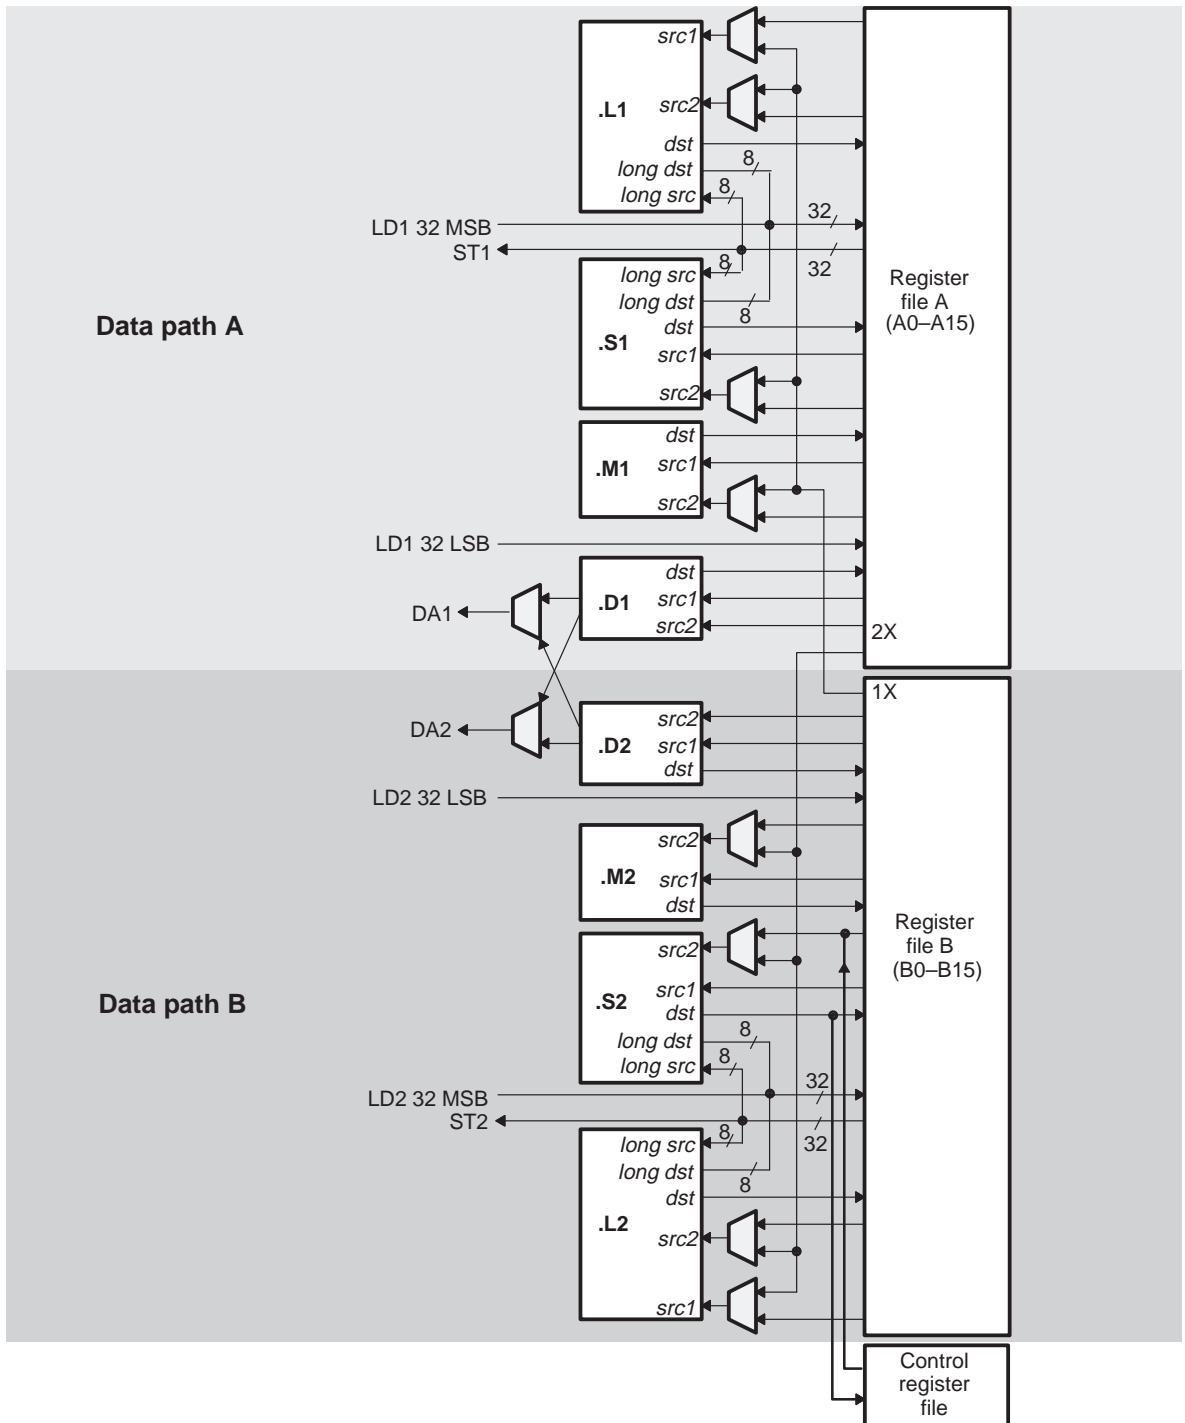 src1
.L1
src2
dst
8
long dst
8
long src
LD1 32 MSB
32
ST1
8
32
long src
long dst
8
Register
file A
(A0–A15)
Data path A
dst
.S1
src1
src2
dst
.M1
src1
src2
LD1 32 LSB
dst
.D1
src1
DA1
src2
2X
1X
DA2
src2
.D2
src1
dst
LD2 32 LSB
src2
.M2
src1
dst
Register
file B
(B0–B15)
src2
Data path B
src1
.S2
dst
8
long dst
8
long src
LD2 32 MSB
32
ST2
8
32
long src
long dst
8
dst
.L2
src2
src1
Control
register
file